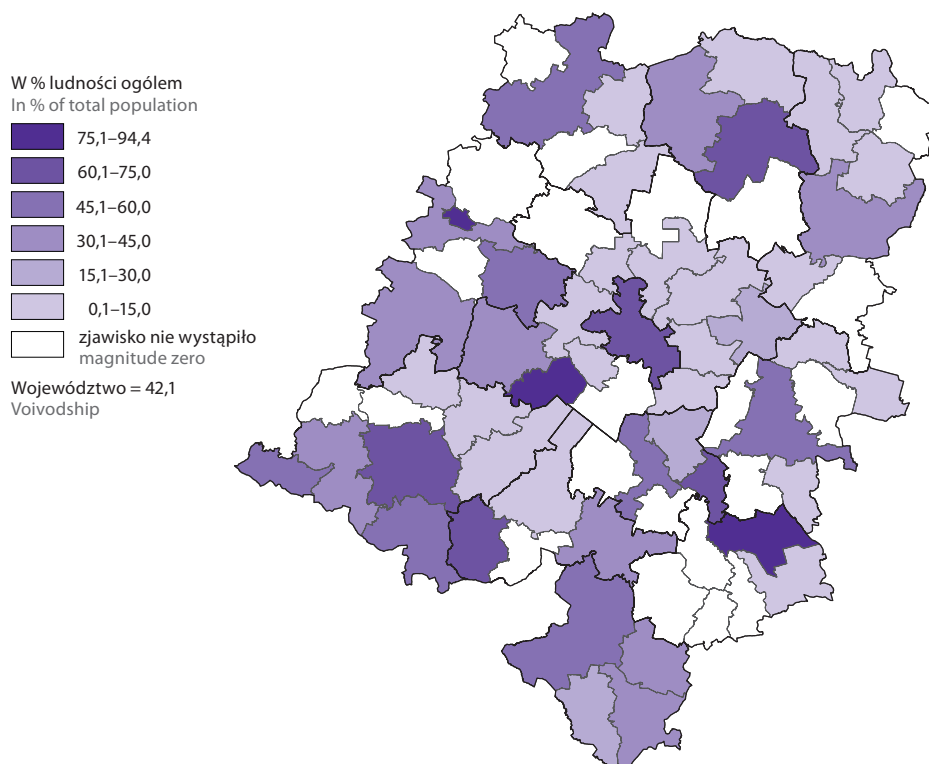 W % ludności ogółem
In % of total population
75,1–94,4
60,1–75,0
45,1–60,0
30,1–45,0
15,1–30,0
0,1–15,0
zjawisko nie wystąpiło
magnitude zero
Województwo = 42,1
Voivodship